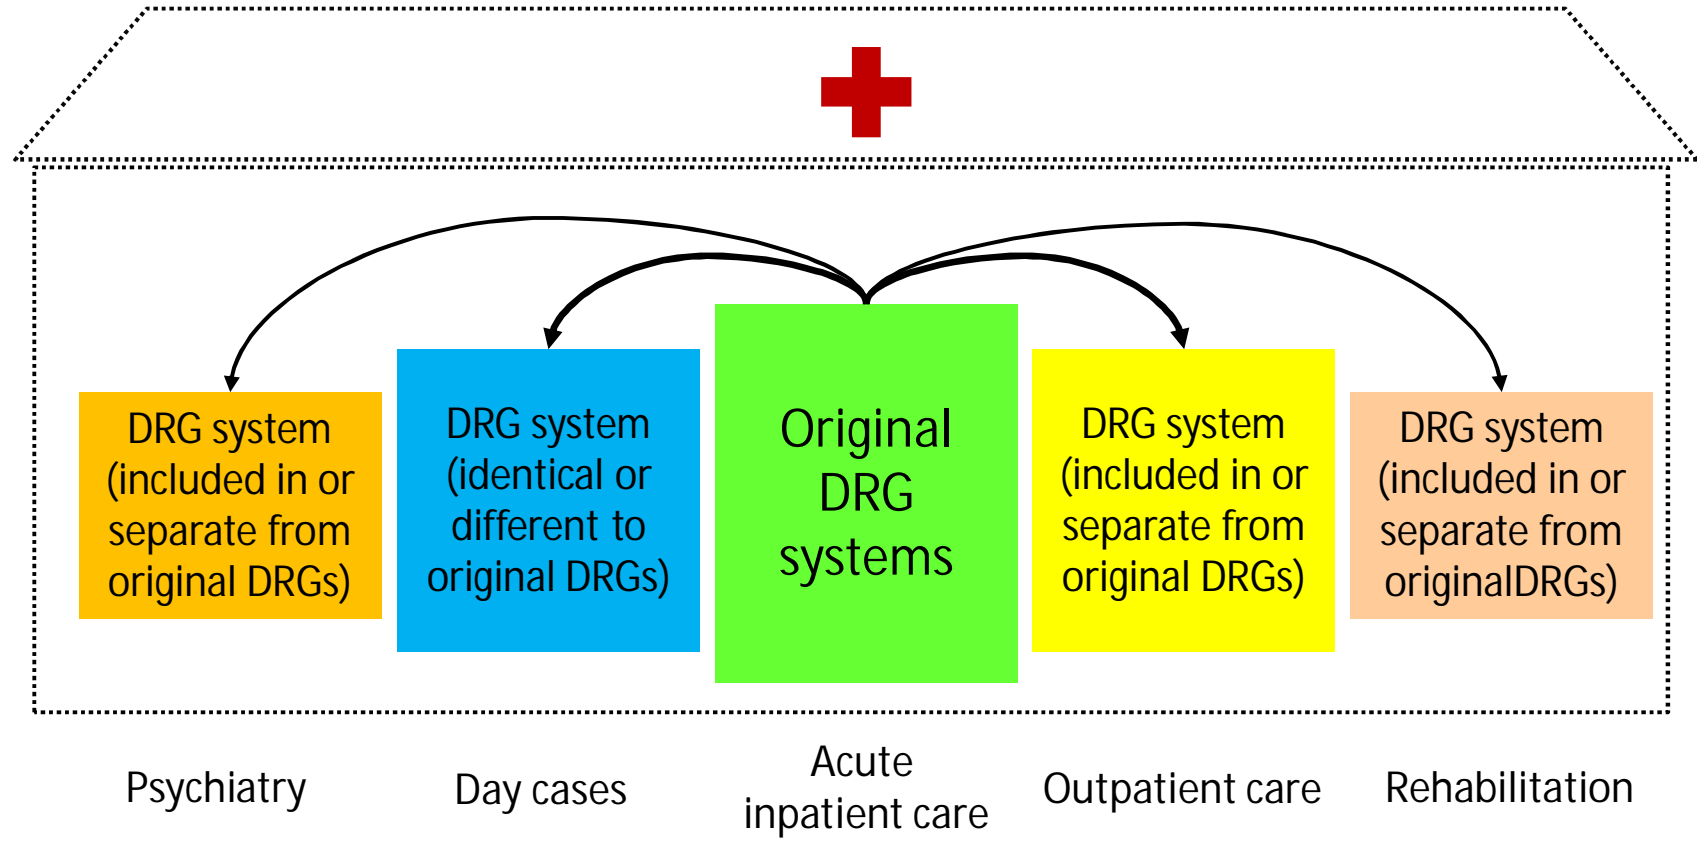 DRG system
(included in or
separate from
original DRGs)
DRG system
(identical or
different to
original DRGs)
Original
DRG
systems
DRG system
(included in or
separate from
original DRGs)
DRG system
(included in or
separate from
originalDRGs)
Psychiatry
Day cases
Acute
inpatient care
Outpatient care
Rehabilitation